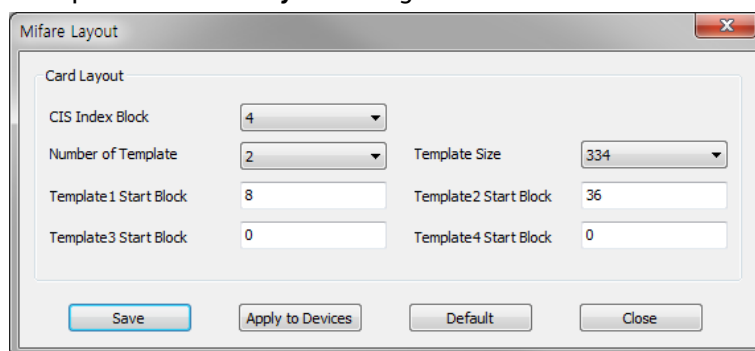 Mifare Layout
Card Layout
CIS Index Block 4
Number of Template 2 Template Size 334
Template1 Start Block 8 Template2 Start Block 36
Template3 Start Block 0 Template4 Start Block 0
Save Apply to Devices Default Close